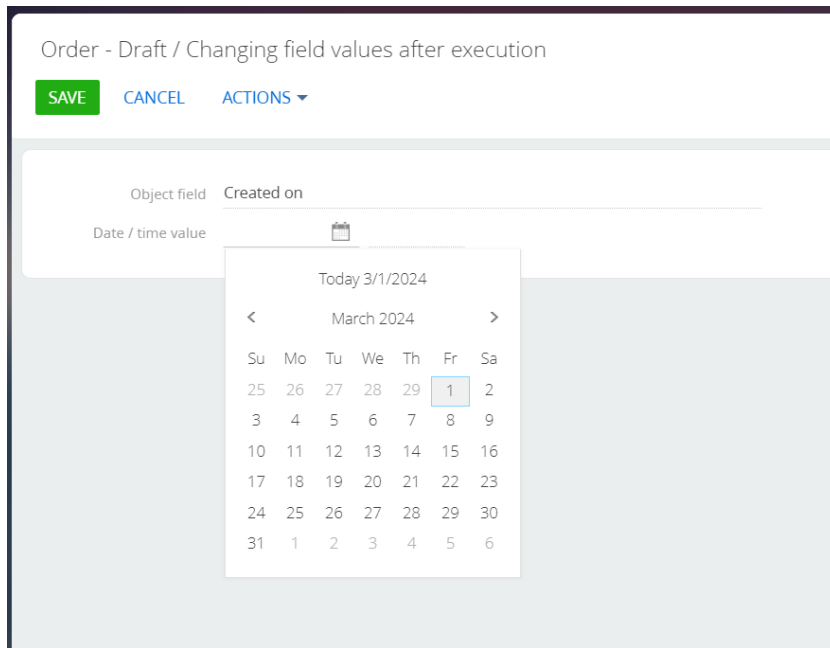 Order - Draft / Changing field values after execution
SAVE CANCEL ACTIONS
Object field Created on
Date / time value
Today 3/1/2024
March 2024
Su Mo Tu We Th Fr Sa
25 26 27 28 29 1 2
3 4 5 6 7 8 9
10 11 12 13 14 15 16
17 18 19 20 21 22 23
24 25 26 27 28 29 30
31 1 2 3 4 5 6